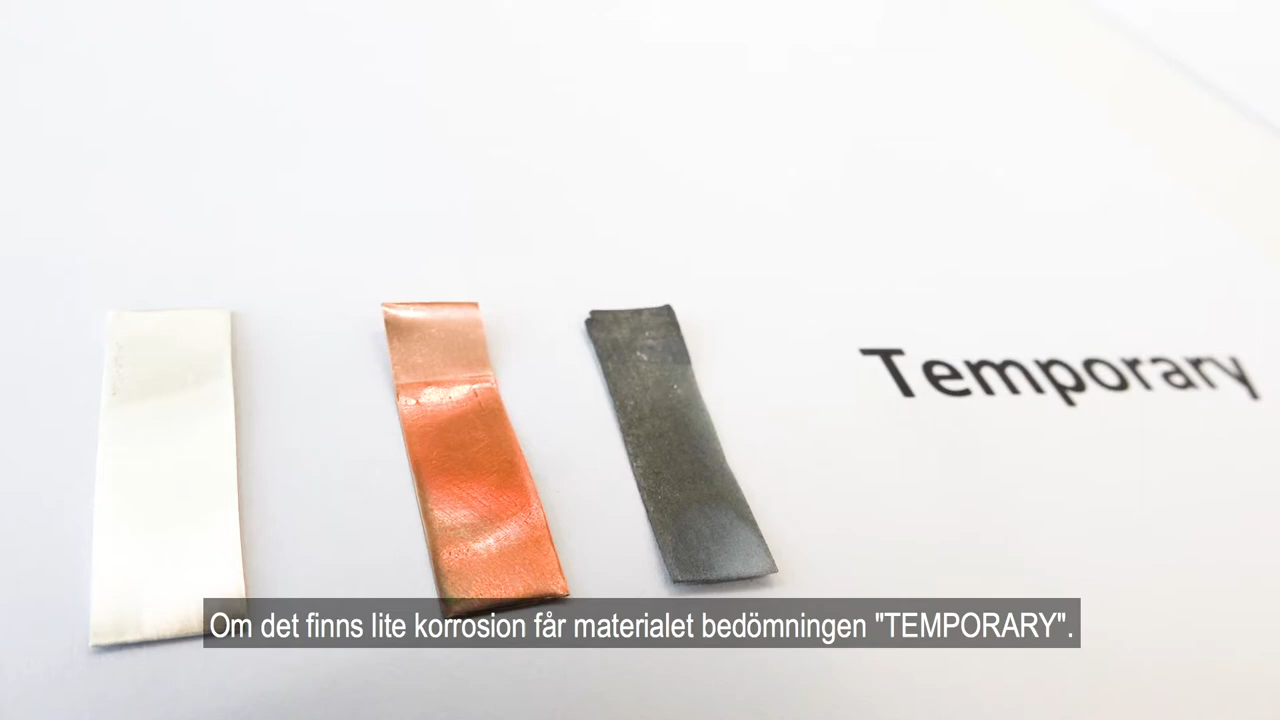 Temporary
Om det finns lite korrosion får materialet bedömningen "TEMPORARY".